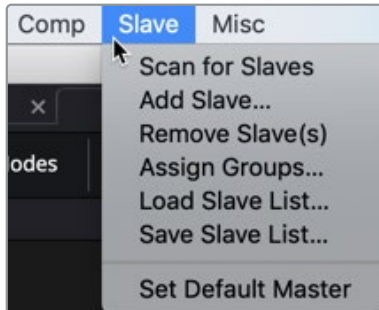 Comp Slave Misc
Scan for Slaves
Add Slave...
Remove Slave(s)
odes
Assign Groups...
Load Slave List...
Save Slave List...
Set Default Master